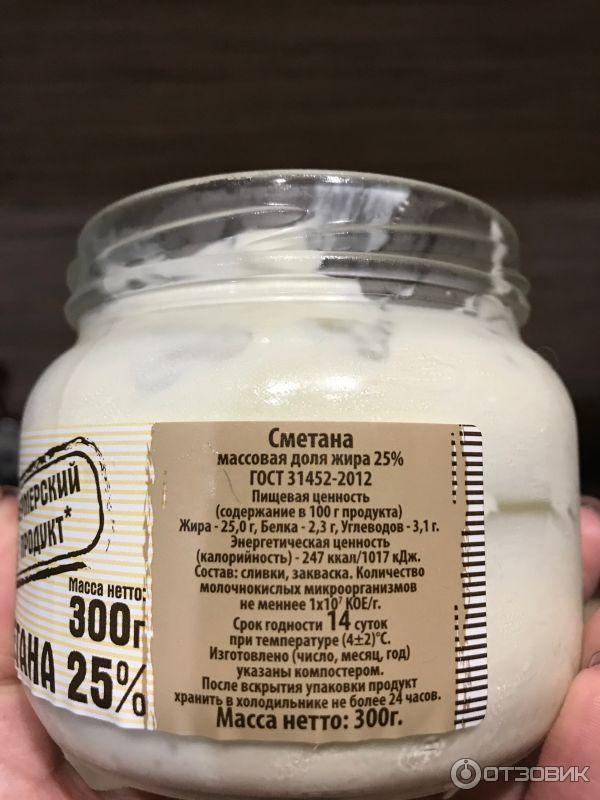 Сметана
массовая доля жира 25%
ГОСТ 31452-2012
Пищевая ценность
(содержание в 100 г продукта)
Жира - 25,0 г, Белка - 2,3 г, Углеводов - 3,1 г.
Энергетическая ценность
(калорийность) - 247 ккал/1017 кДж.
Состав: сливки, закваска. Количество
молочнокислых микроорганизмов
не меннее 1х10⁷ КОЕ/г.
Срок годности 14 суток
при температуре (4±2)°С.
Изготовлено (число, месяц, год)
указаны компостером.
После вскрытия упаковки продукт
хранить в холодильнике не более 24 часов.
Масса нетто: 300г.
МЕРСКИЙ
ПРОДУКТ*
Масса нетто:
300г
ТАНА 25%
ОТЗОВИК